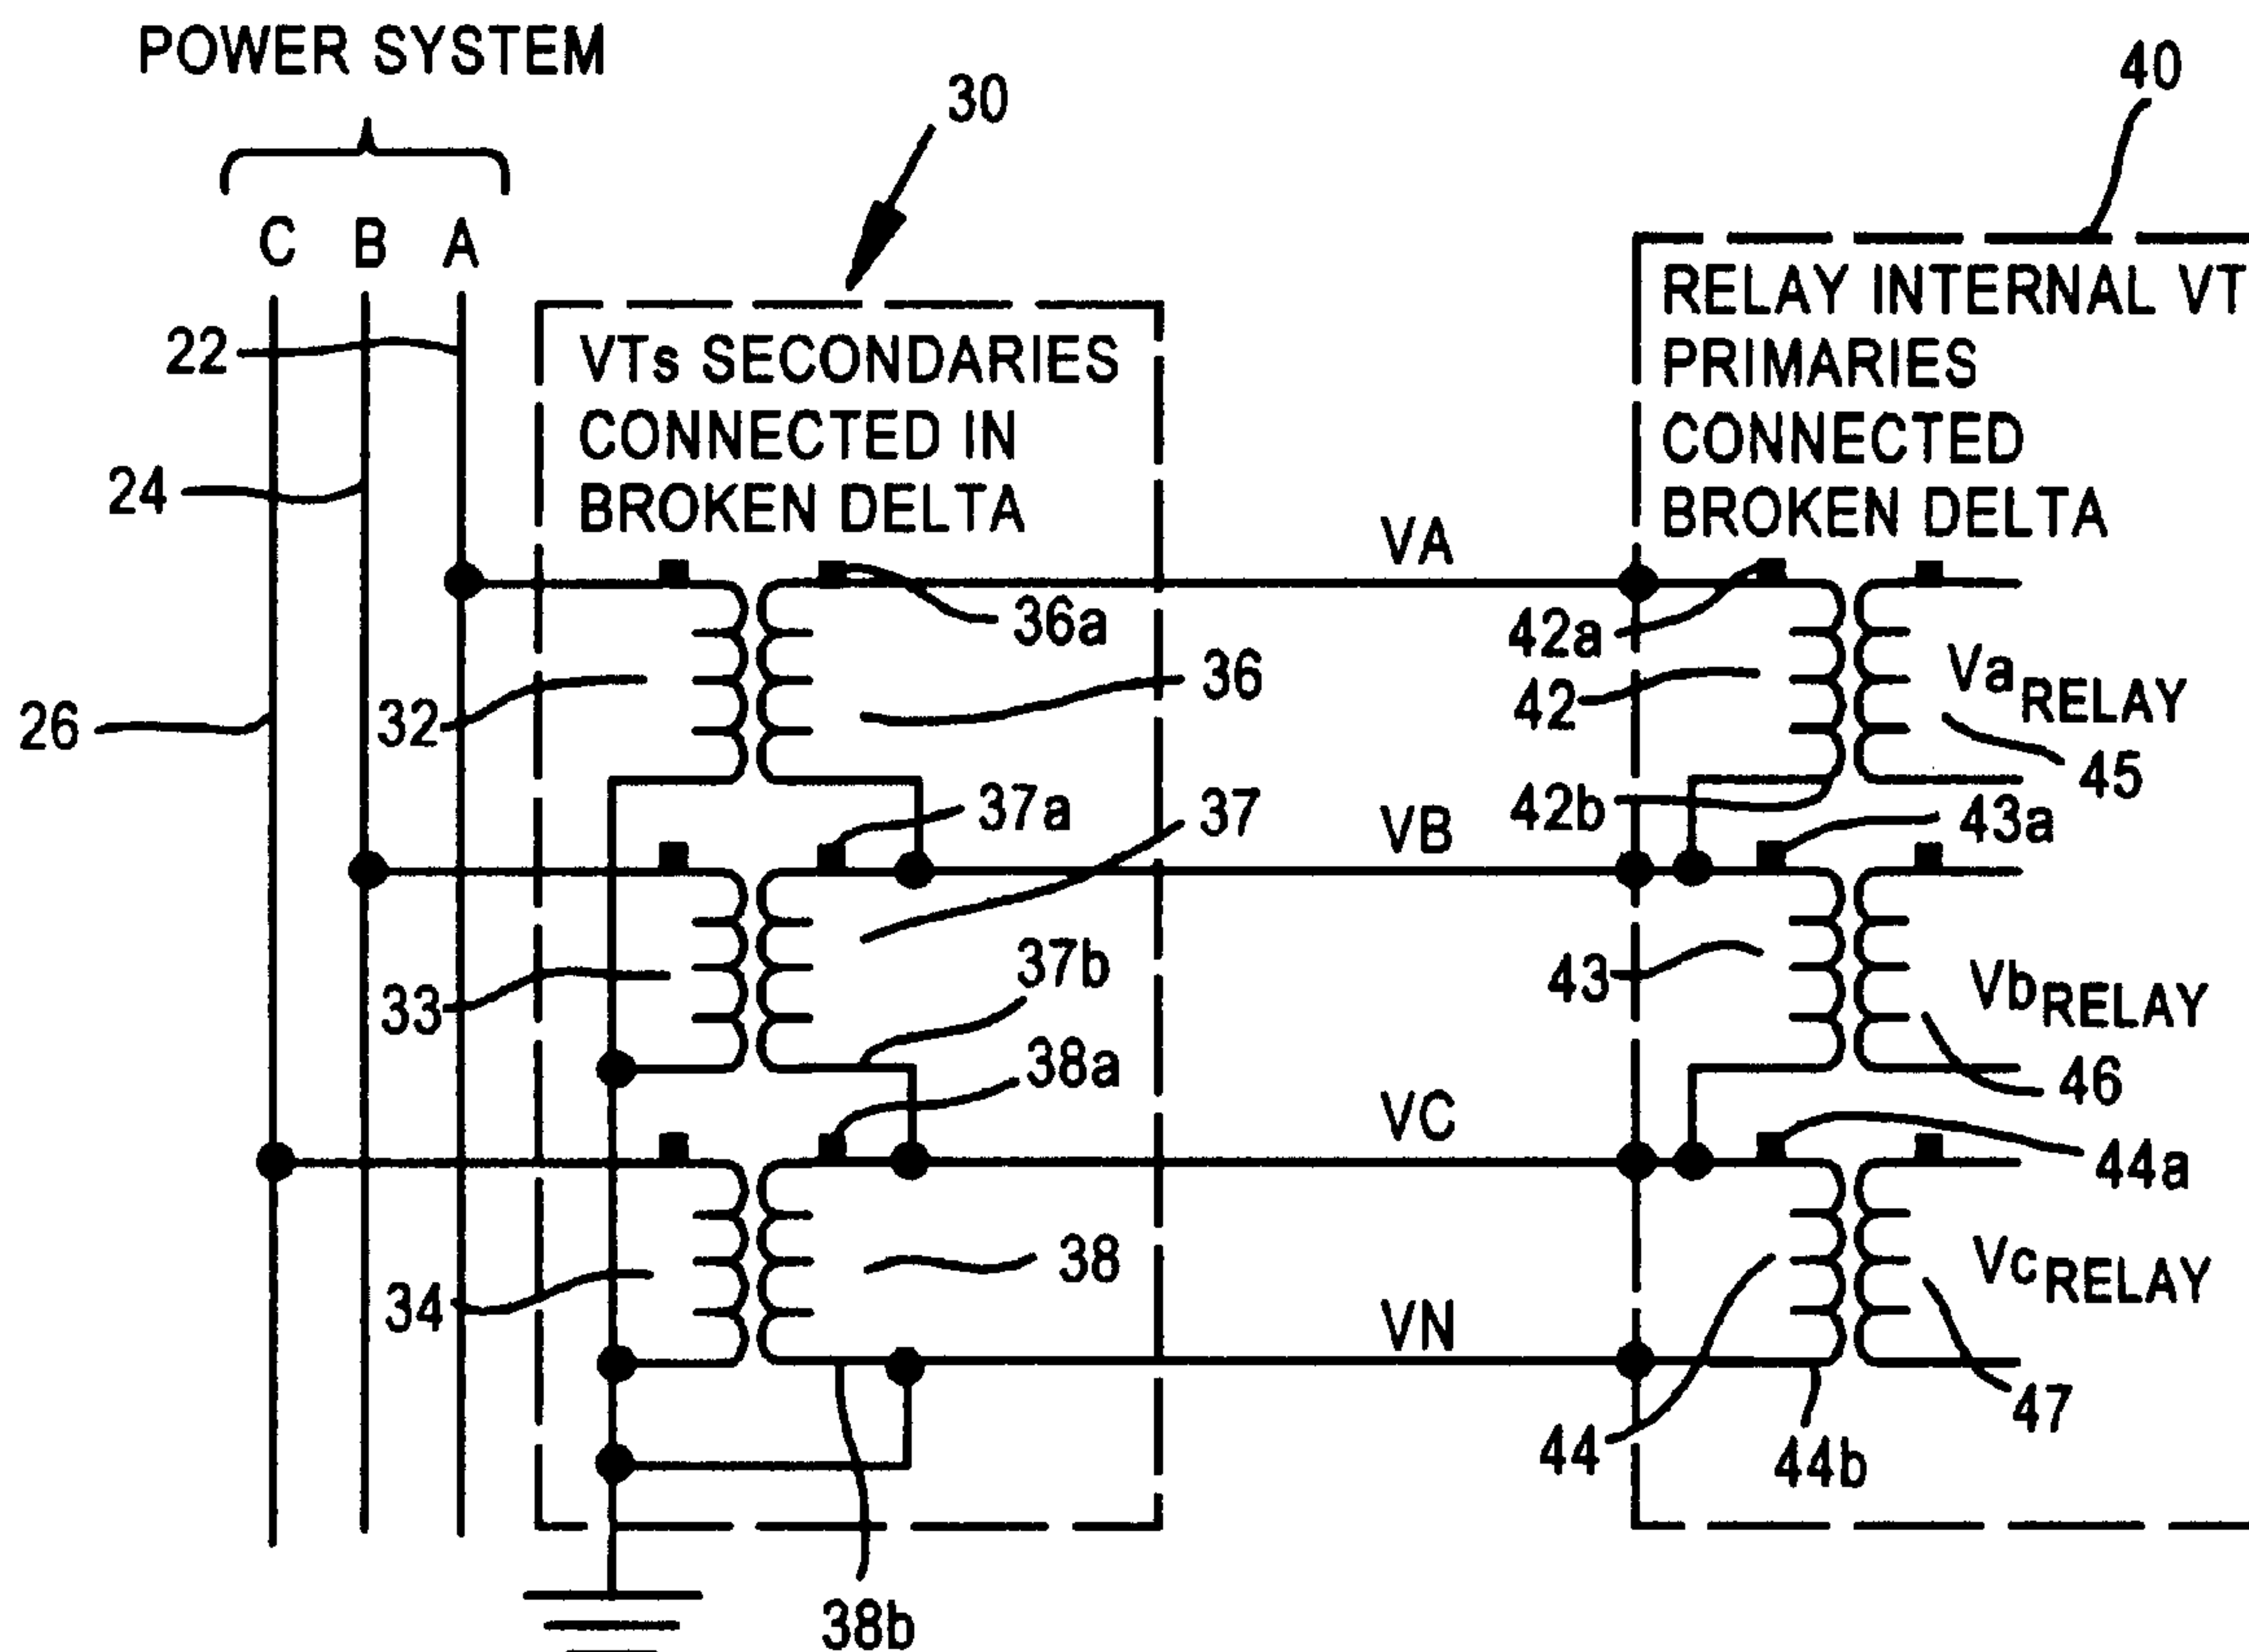 POWER SYSTEM
30
40
C B A
RELAY INTERNAL VT
PRIMARIES
CONNECTED
BROKEN DELTA
22
VTs SECONDARIES
CONNECTED IN
BROKEN DELTA
24
VA
36a
42a
36
42
Va RELAY
26
32
45
37a
37
VB
42b
43a
37b
43
Vb RELAY
33
38a
46
VC
44a
38
Vc RELAY
34
VN
47
44
44b
38b